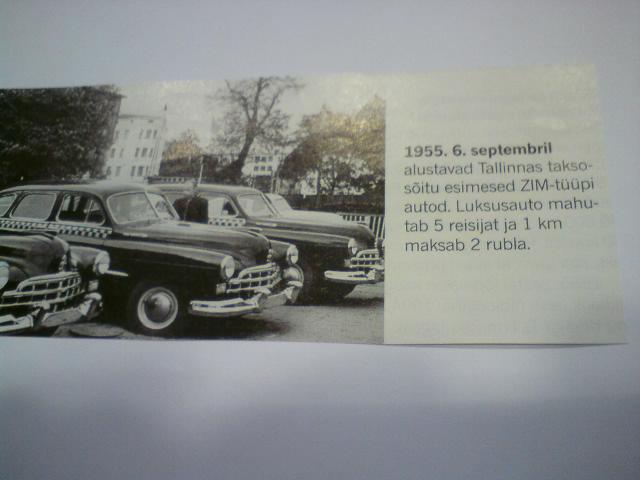 1955. 6. septembril
alustavad Tallinnas takso-
sõitu esimesed ZIM-tüüpi
autod. Luksusauto mahu-
tab 5 reisijat ja 1 km
maksab 2 rubla.